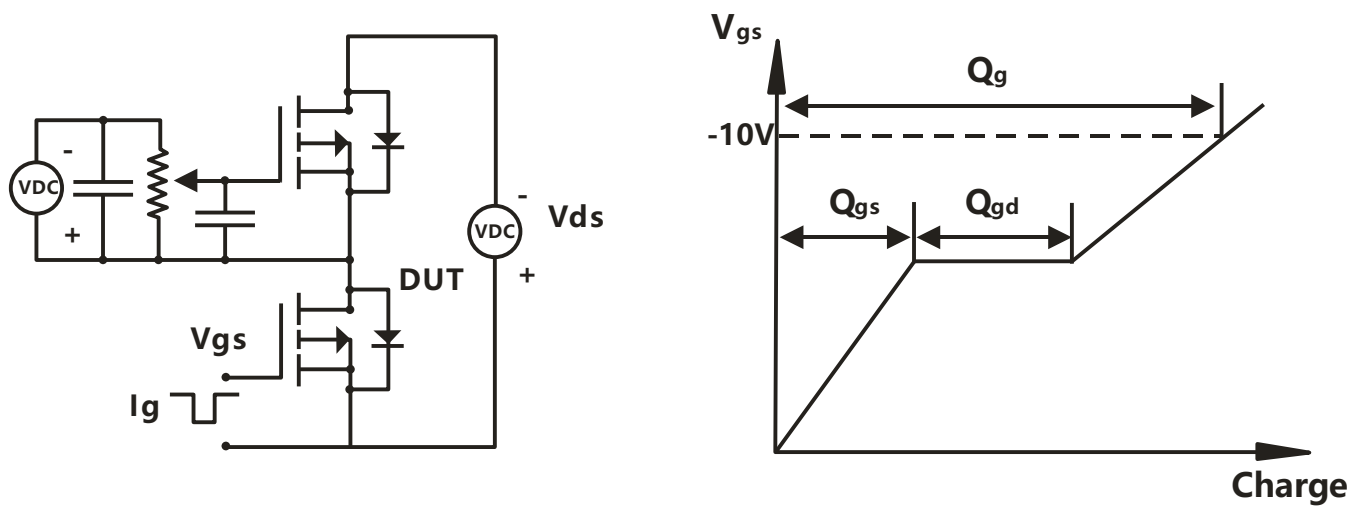 VDC
-
+
VDC
-
+
Vds
DUT
Vgs
Ig
Vgs
Qg
-10V
Qgs
Qgd
Charge